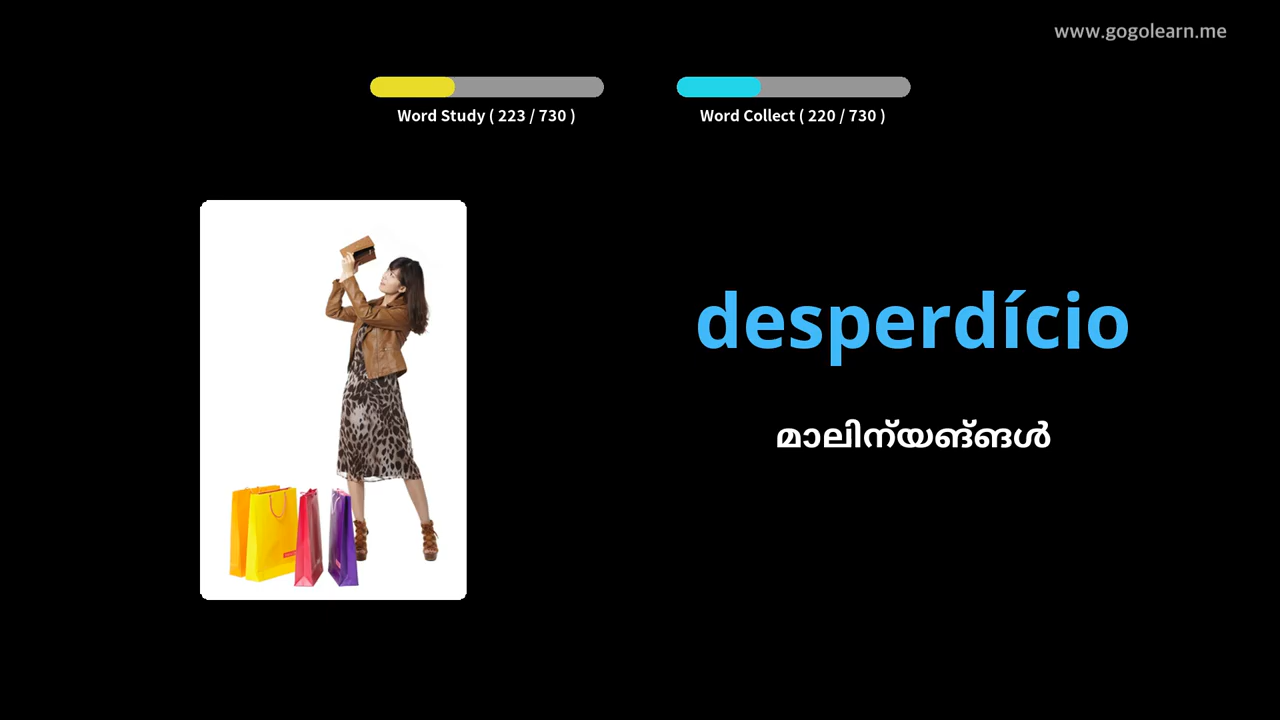 www.gogolearn.me
Word Study ( 223 / 730 )
Word Collect ( 220 / 730 )
desperdício
മാലിന്യങ്ങൾ